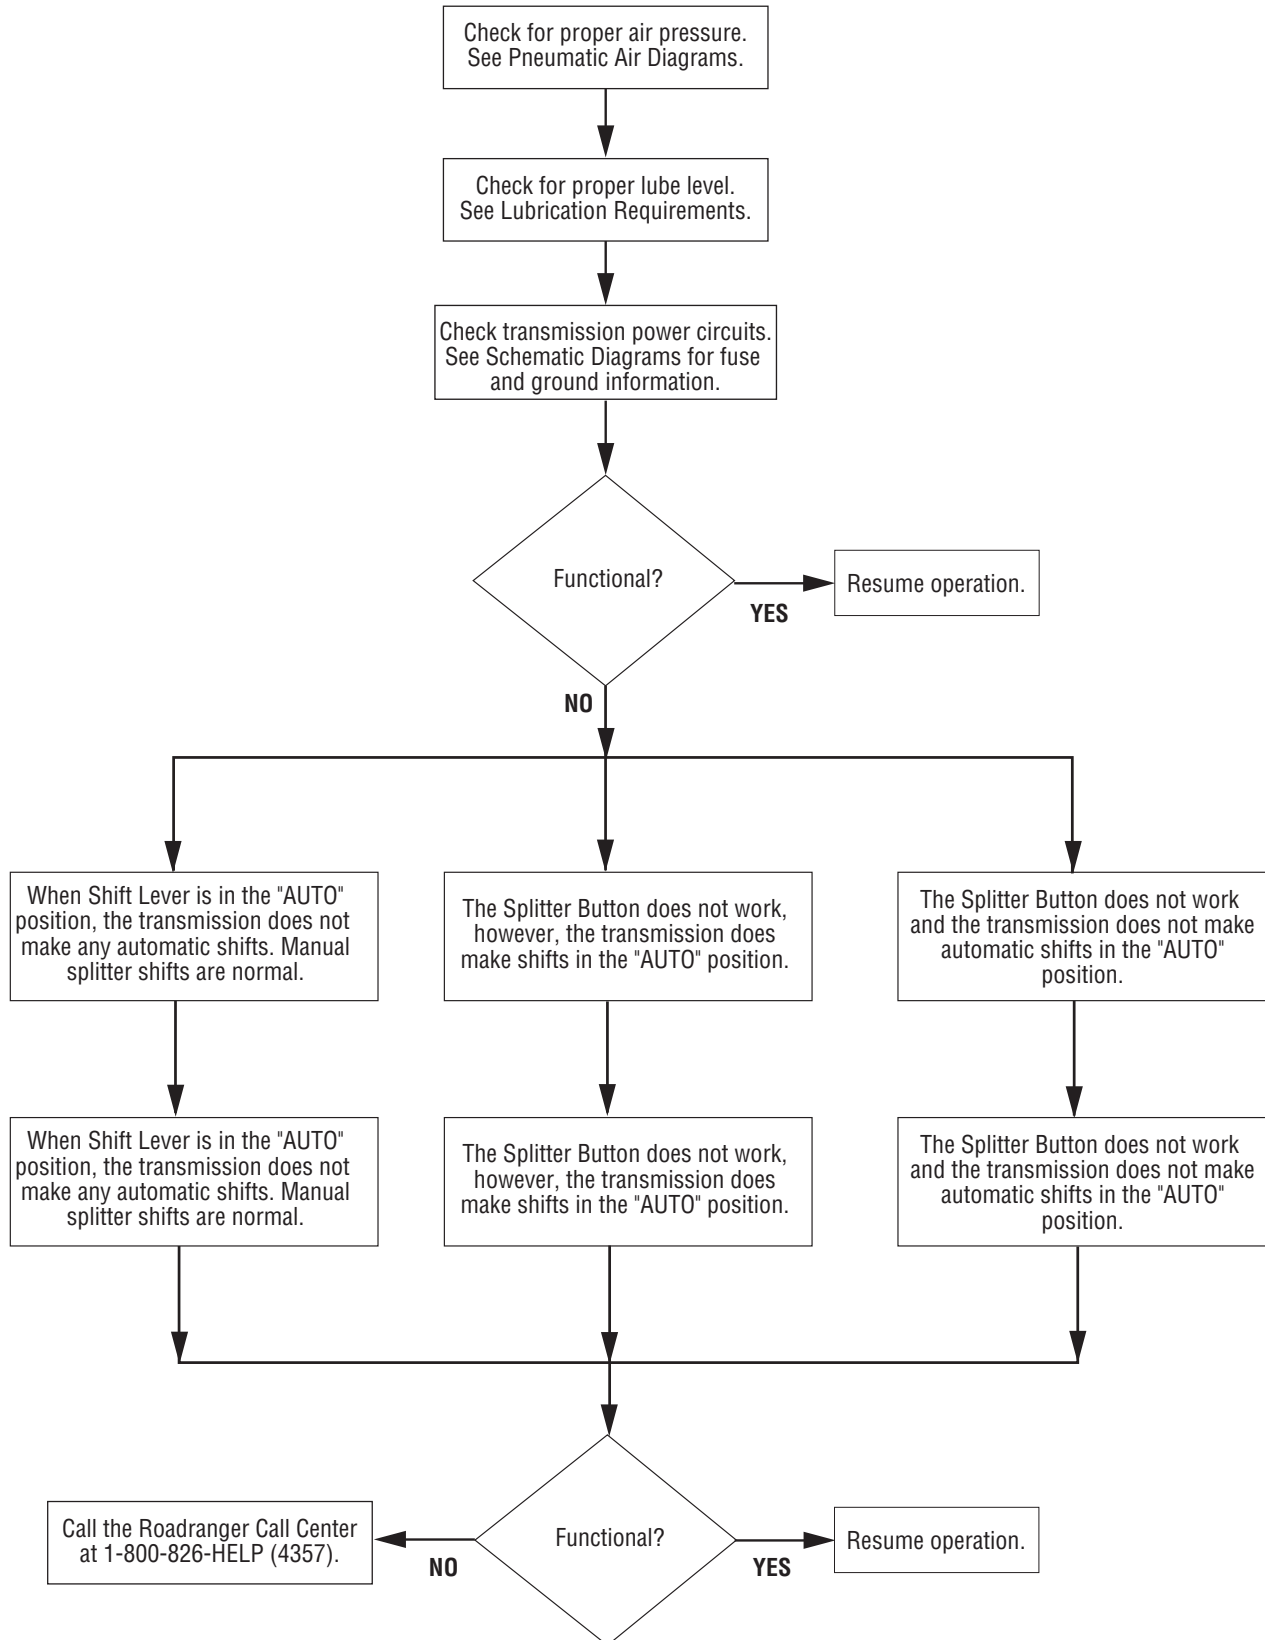 Check for proper air pressure.
See Pneumatic Air Diagrams.
Check for proper lube level.
See Lubrication Requirements.
Check transmission power circuits.
See Schematic Diagrams for fuse
and ground information.
Functional?
YES
Resume operation.
NO
When Shift Lever is in the "AUTO"
position, the transmission does not
make any automatic shifts. Manual
splitter shifts are normal.
The Splitter Button does not work,
however, the transmission does
make shifts in the "AUTO" position.
The Splitter Button does not work
and the transmission does not make
automatic shifts in the "AUTO"
position.
When Shift Lever is in the "AUTO"
position, the transmission does not
make any automatic shifts. Manual
splitter shifts are normal.
The Splitter Button does not work,
however, the transmission does
make shifts in the "AUTO" position.
The Splitter Button does not work
and the transmission does not make
automatic shifts in the "AUTO"
position.
Call the Roadranger Call Center
at 1-800-826-HELP (4357).
NO
Functional?
YES
Resume operation.